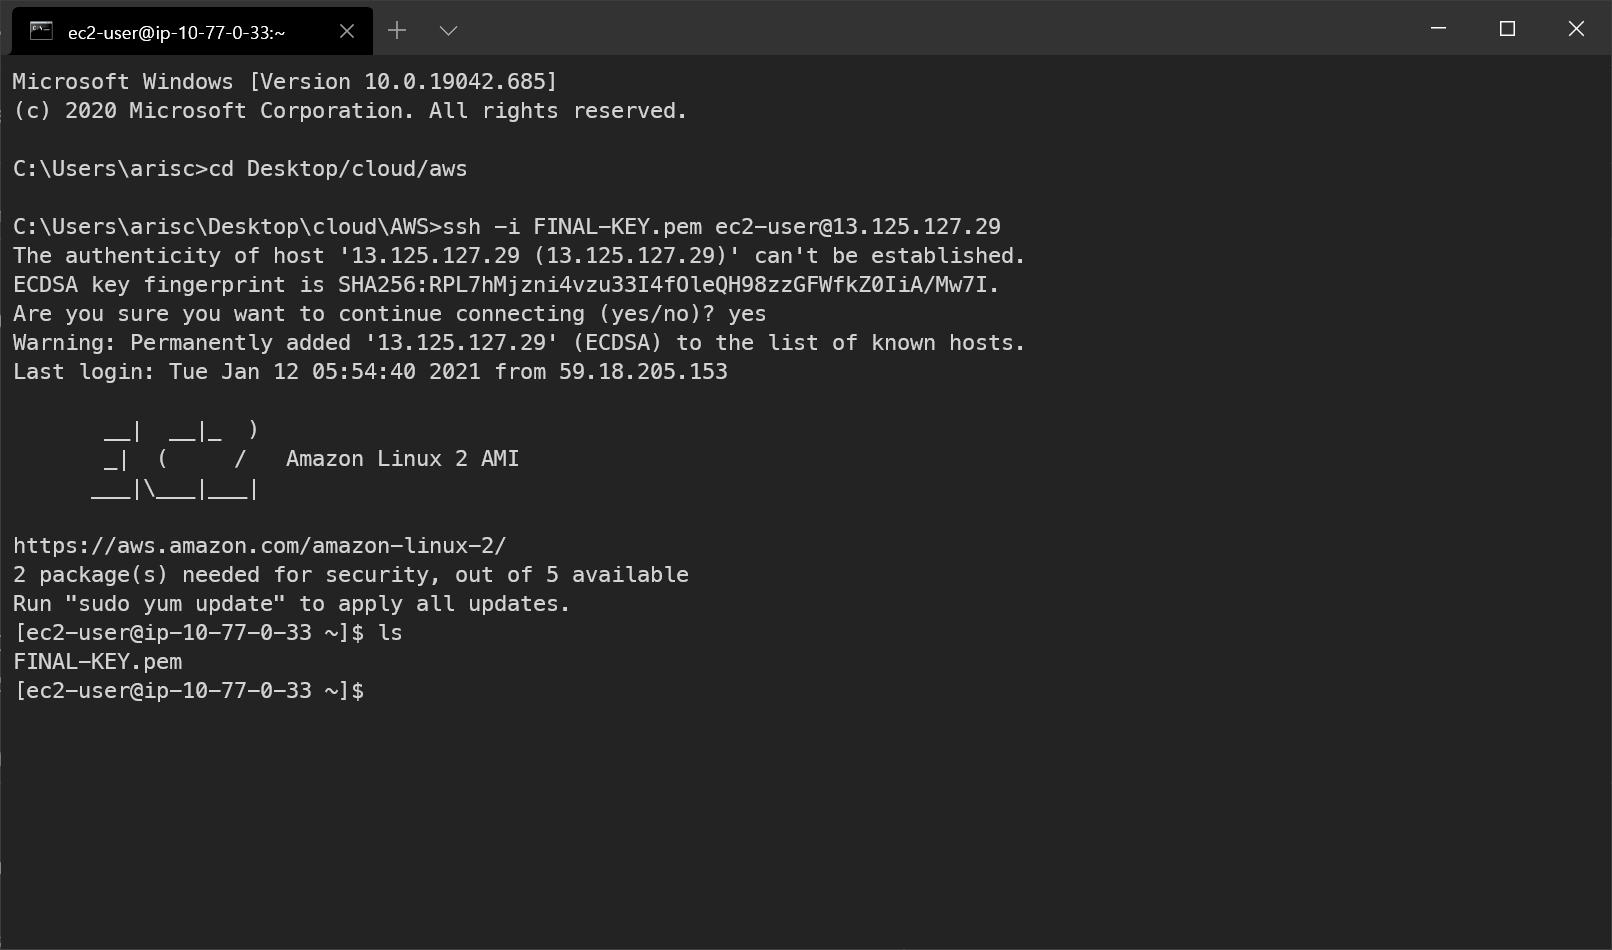 ec2-user@ip-10-77-0-33:~
Microsoft Windows [Version 10.0.19042.685]
(c) 2020 Microsoft Corporation. All rights reserved.

C:\Users\arisc>cd Desktop/cloud/aws

C:\Users\arisc\Desktop\cloud\AWS>ssh -i FINAL-KEY.pem ec2-user@13.125.127.29
The authenticity of host '13.125.127.29 (13.125.127.29)' can't be established.
ECDSA key fingerprint is SHA256:RPL7hMjzni4vzu33I4fOleQH98zzGFWfkZ0IiA/Mw7I.
Are you sure you want to continue connecting (yes/no)? yes
Warning: Permanently added '13.125.127.29' (ECDSA) to the list of known hosts.
Last login: Tue Jan 12 05:54:40 2021 from 59.18.205.153

       __|  __|_  )
       _|  (     /   Amazon Linux 2 AMI
      ___|\___|___|

https://aws.amazon.com/amazon-linux-2/
2 package(s) needed for security, out of 5 available
Run "sudo yum update" to apply all updates.
[ec2-user@ip-10-77-0-33 ~]$ ls
FINAL-KEY.pem
[ec2-user@ip-10-77-0-33 ~]$